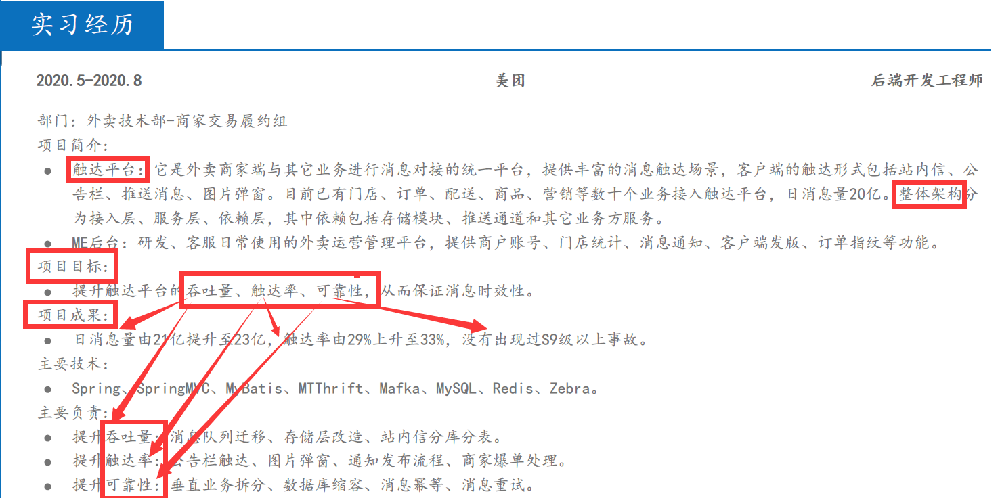 实习经历
2020.5-2020.8 美团 后端开发工程师
部门：外卖技术部-商家交易履约组
项目简介：
● 触达平台：它是外卖商家端与其它业务进行消息对接的统一平台，提供丰富的消息触达场景，客户端的触达形式包括站内信、公
告栏、推送消息、图片弹窗。目前已有门店、订单、配送、商品、营销等数十个业务接入触达平台，日消息量20亿。整体架构分
为接入层、服务层、依赖层，其中依赖包括存储模块、推送通道和其它业务方服务。
● ME后台：研发、客服日常使用的外卖运营管理平台，提供商户账号、门店统计、消息通知、客户端发版、订单指纹等功能。
项目目标：
● 提升触达平台的吞吐量、触达率、可靠性，从而保证消息时效性。
项目成果：
● 日消息量由21亿提升至23亿，触达率由29%上升至33%，没有出现过S9级以上事故。
主要技术：
● Spring、SpringMVC、MyBatis、MTThrift、Mafka、MySQL、Redis、Zebra。
主要负责：
● 提升吞吐量：消息队列迁移、存储层改造、站内信分库分表。
● 提升触达率：公告栏触达、图片弹窗、通知发布流程、商家爆单处理。
● 提升可靠性：垂直业务拆分、数据库缩容、消息幂等、消息重试。